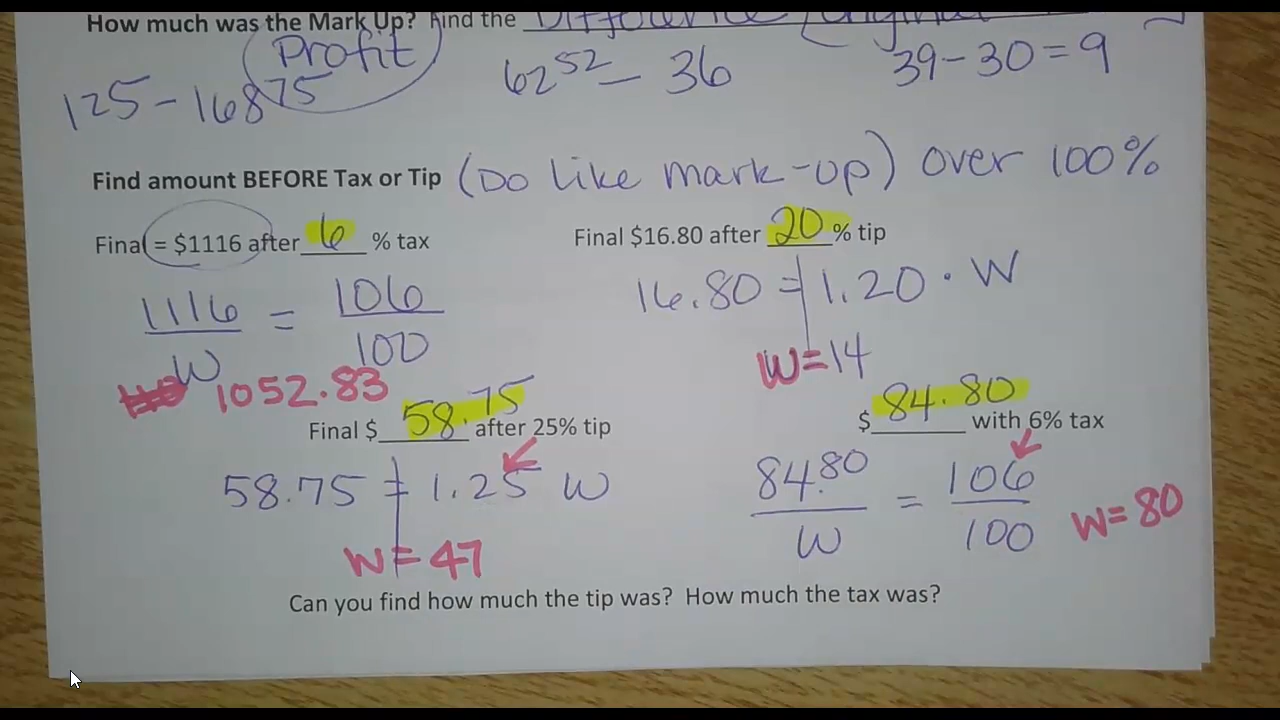 How much was the Mark Up? Find the Difference / Original
Profit
125 - 168 75
62 52 - 36
39 - 30 = 9
Find amount BEFORE Tax or Tip (Do like mark-up) over 100%
Final = $1116 after 6 % tax
Final $16.80 after 20 % tip
1116 = 106
W 100
16.80 = 1.20 · W
1052.83
W = 14
Final $ 58.75 after 25% tip
$ 84.80 with 6% tax
58.75 = 1.25 W
84.80 = 106
W 100
W = 47
W = 80
Can you find how much the tip was? How much the tax was?